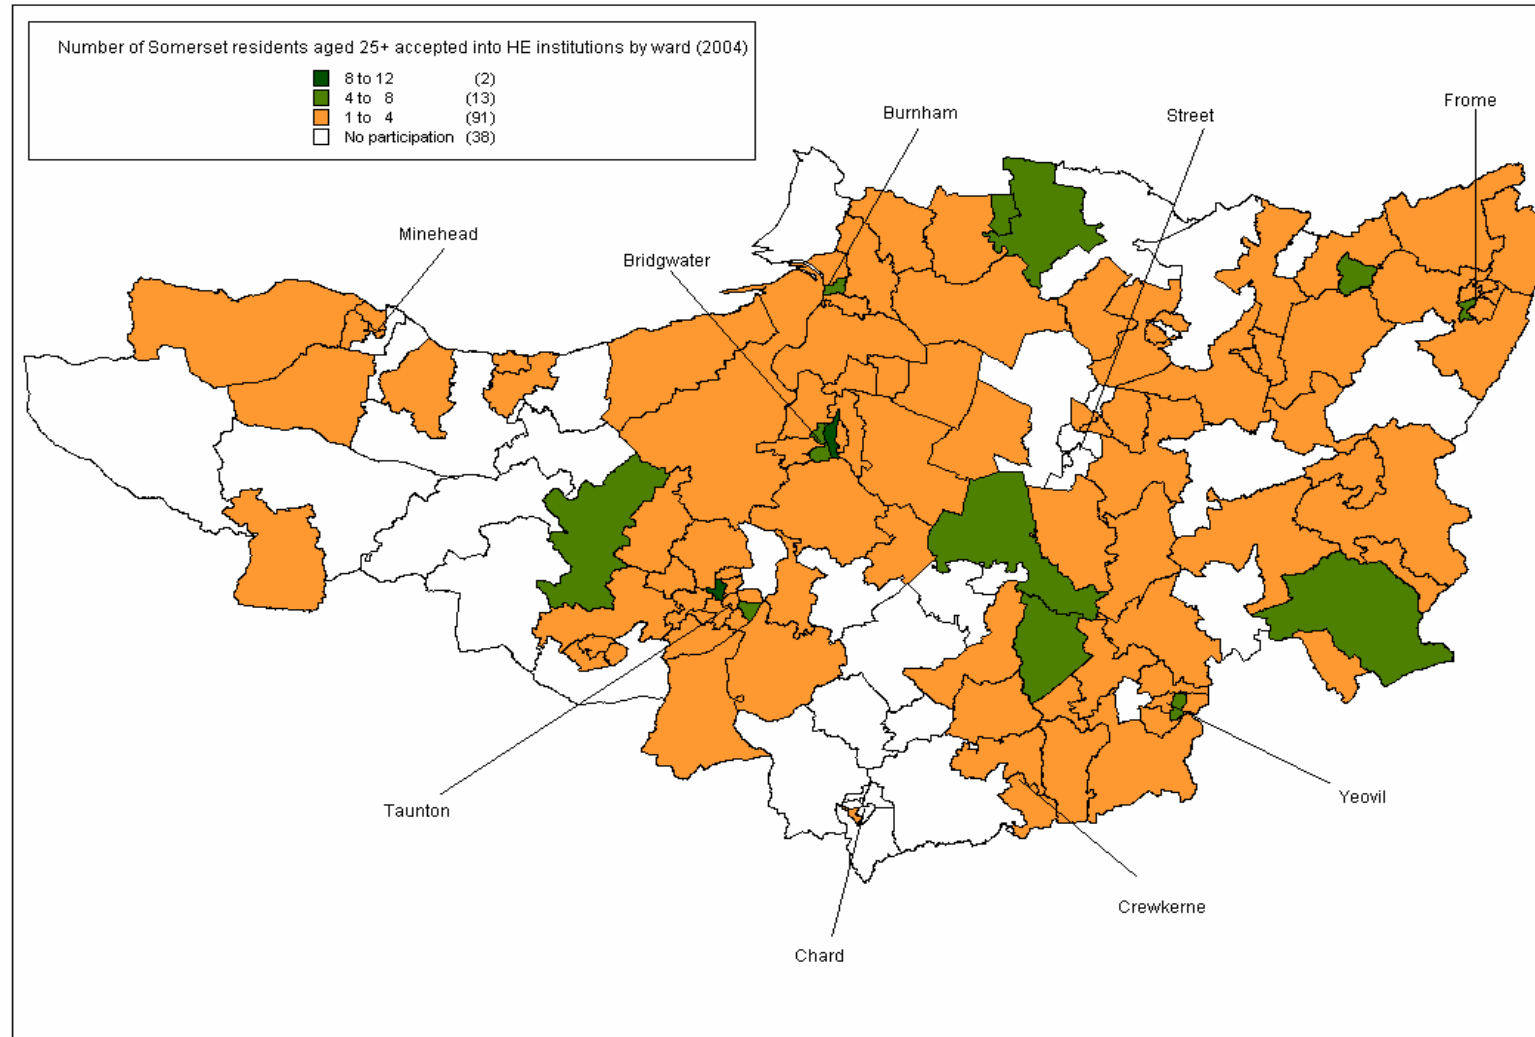 Number of Somerset residents aged 25+ accepted into HE institutions by ward (2004)
8 to 12 (2)
4 to 8 (13)
1 to 4 (91)
No participation (38)
Frome
Burnham
Street
Minehead
Bridgwater
Yeovil
Taunton
Crewkerne
Chard